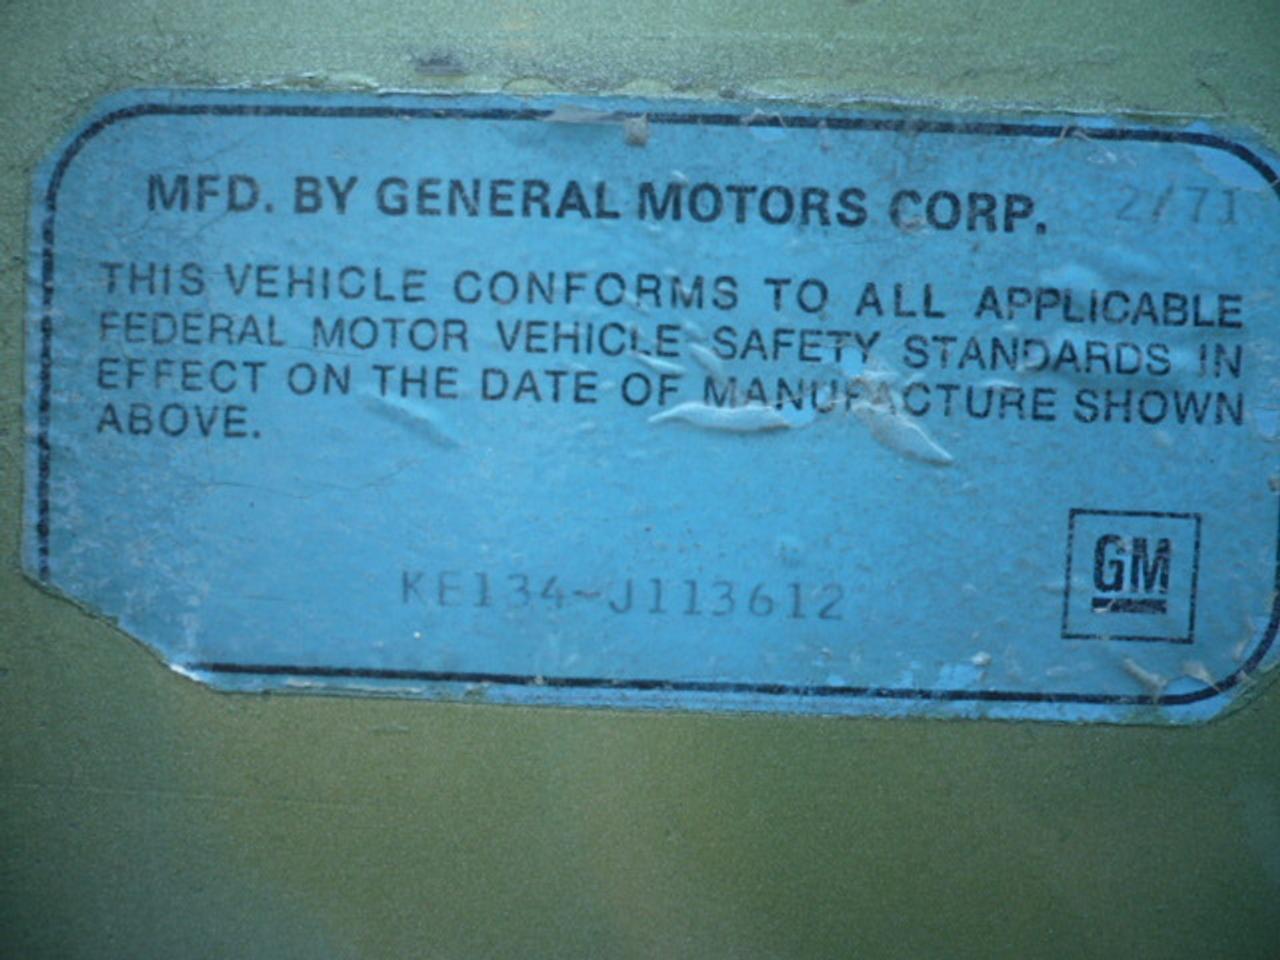 MFD. BY GENERAL MOTORS CORP. 2/71
THIS VEHICLE CONFORMS TO ALL APPLICABLE
FEDERAL MOTOR VEHICLE SAFETY STANDARDS IN
EFFECT ON THE DATE OF MANUFACTURE SHOWN
ABOVE.
KE134-J113612
GM